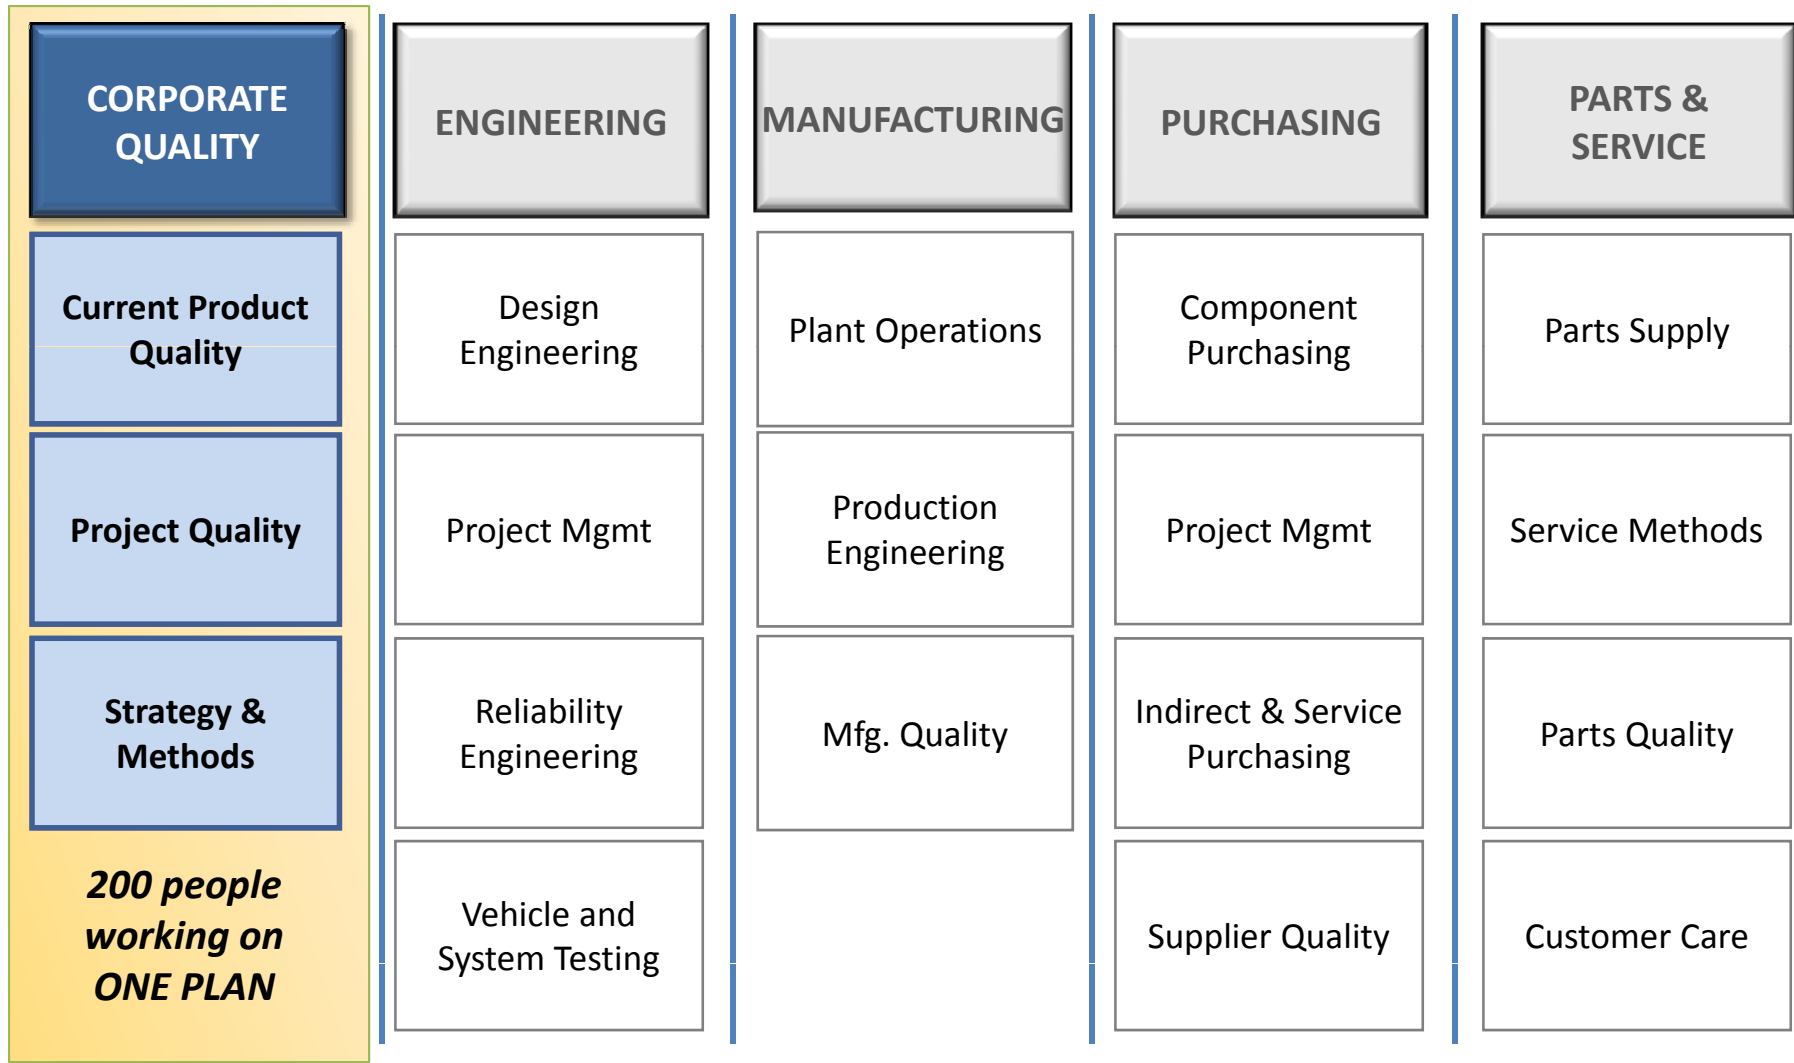 CORPORATE
QUALITY
Current Product
Quality
Project Quality
Strategy &
Methods
200 people
working on
ONE PLAN
ENGINEERING
Design
Engineering
Project Mgmt
Reliability
Engineering
Vehicle and
System Testing
MANUFACTURING
Plant Operations
Production
Engineering
Mfg. Quality
PURCHASING
Component
Purchasing
Project Mgmt
Indirect & Service
Purchasing
Supplier Quality
PARTS &
SERVICE
Parts Supply
Service Methods
Parts Quality
Customer Care